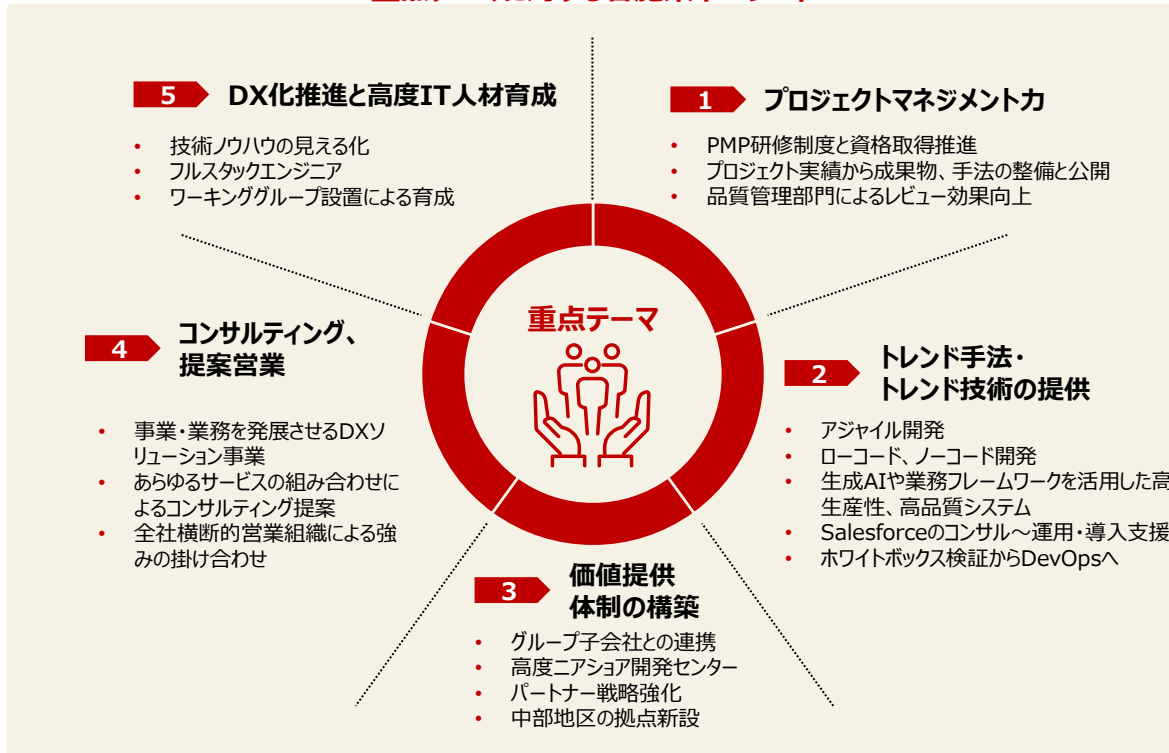 1 プロジェクトマネジメント力
• PMP研修制度と資格取得推進
• プロジェクト実績から成果物、手法の整備と公開
• 品質管理部門によるレビュー効果向上
2 トレンド手法・
トレンド技術の提供
• アジャイル開発
• ローコード、ノーコード開発
• 生成AIや業務フレームワークを活用した高
生産性、高品質システム
• Salesforceのコンサル～運用・導入支援
• ホワイトボックス検証からDevOpsへ
3 価値提供
体制の構築
• グループ子会社との連携
• 高度ニアショア開発センター
• パートナー戦略強化
• 中部地区の拠点新設
4 コンサルティング、
提案営業
• 事業・業務を発展させるDXソ
リューション事業
• あらゆるサービスの組み合わせに
よるコンサルティング提案
• 全社横断的営業組織による強
みの掛け合わせ
5 DX化推進と高度IT人材育成
• 技術ノウハウの見える化
• フルスタックエンジニア
• ワーキンググループ設置による育成
重点テーマ